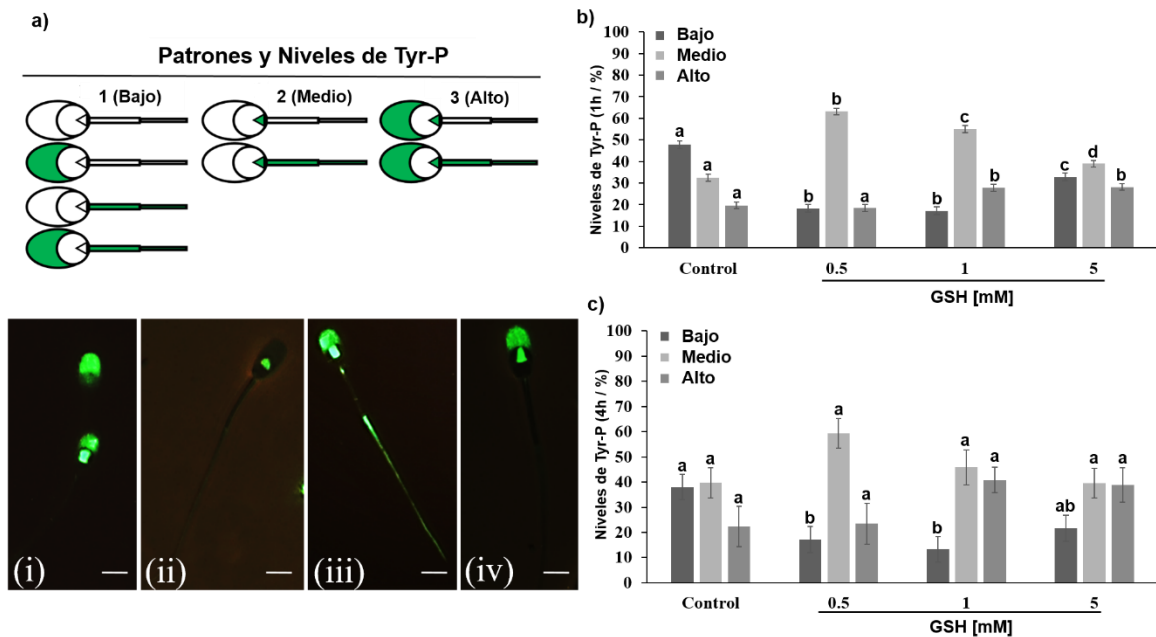 a)
Patrones y Niveles de Tyr-P
1 (Bajo) 2 (Medio) 3 (Alto)
(i) (ii) (iii) (iv)
b)
Niveles de Tyr-P (1h / %)
100
90
80
70
60
50
40
30
20
10
0
Bajo
Medio
Alto
a a a
b b a
b c b
c d b
Control 0.5 1 5
GSH [mM]
c)
Niveles de Tyr-P (4h / %)
100
90
80
70
60
50
40
30
20
10
0
Bajo
Medio
Alto
a a a
b a a
b a a
ab a a
Control 0.5 1 5
GSH [mM]